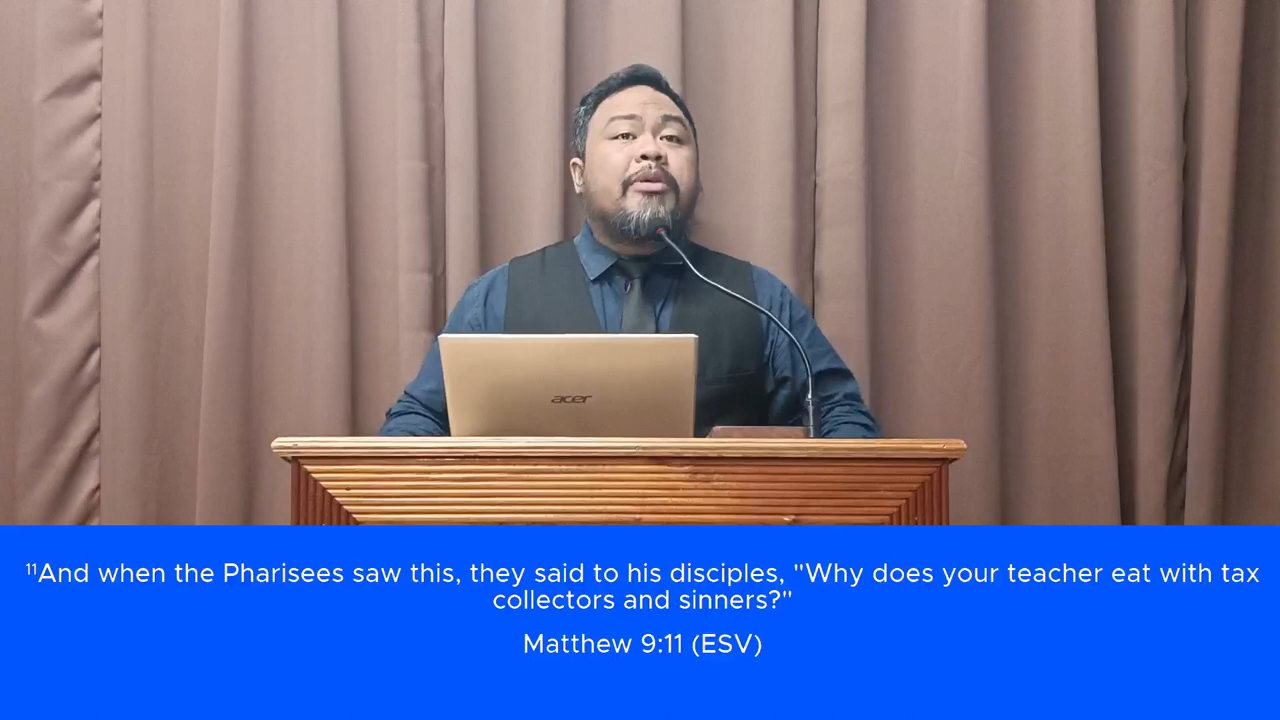 acer
¹¹And when the Pharisees saw this, they said to his disciples, "Why does your teacher eat with tax
collectors and sinners?"
Matthew 9:11 (ESV)